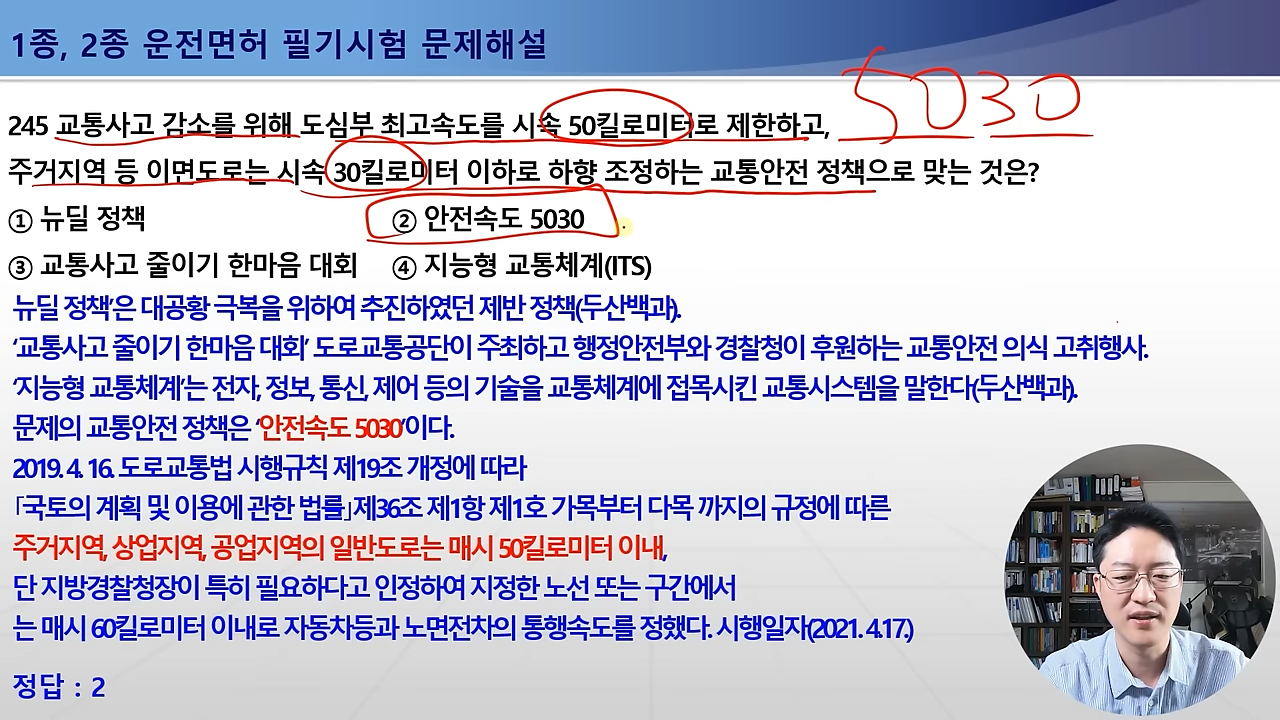 1종, 2종 운전면허 필기시험 문제해설
5030
245 교통사고 감소를 위해 도심부 최고속도를 시속 50킬로미터로 제한하고,
주거지역 등 이면도로는 시속 30킬로미터 이하로 하향 조정하는 교통안전 정책으로 맞는 것은?
① 뉴딜 정책 ② 안전속도 5030
③ 교통사고 줄이기 한마음 대회 ④ 지능형 교통체계(ITS)
뉴딜 정책’은 대공황 극복을 위하여 추진하였던 제반 정책(두산백과).
‘교통사고 줄이기 한마음 대회’ 도로교통공단이 주최하고 행정안전부와 경찰청이 후원하는 교통안전 의식 고취행사.
‘지능형 교통체계’는 전자, 정보, 통신, 제어 등의 기술을 교통체계에 접목시킨 교통시스템을 말한다(두산백과).
문제의 교통안전 정책은 ‘안전속도 5030’이다.
2019. 4. 16. 도로교통법 시행규칙 제19조 개정에 따라
「국토의 계획 및 이용에 관한 법률」제36조 제1항 제1호 가목부터 다목 까지의 규정에 따른
주거지역, 상업지역, 공업지역의 일반도로는 매시 50킬로미터 이내,
단 지방경찰청장이 특히 필요하다고 인정하여 지정한 노선 또는 구간에서
는 매시 60킬로미터 이내로 자동차등과 노면전차의 통행속도를 정했다. 시행일자(2021. 4.17.)
정답 : 2